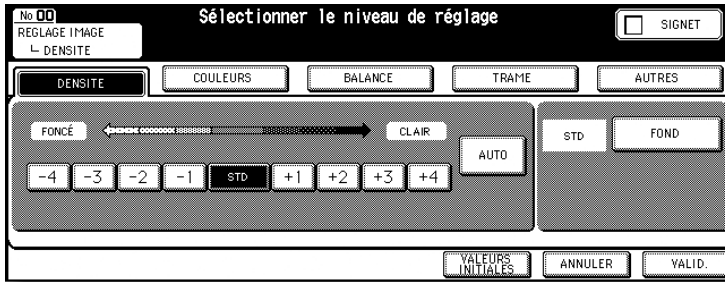 No 00
REGLAGE IMAGE
DENSITE
Sélectionner le niveau de réglage
SIGNET
DENSITE
COULEURS
BALANCE
TRAME
AUTRES
FONCÉ
CLAIR
AUTO
STD
FOND
-4 -3 -2 -1 STD +1 +2 +3 +4
VALEURS
INITIALES
ANNULER
VALID.